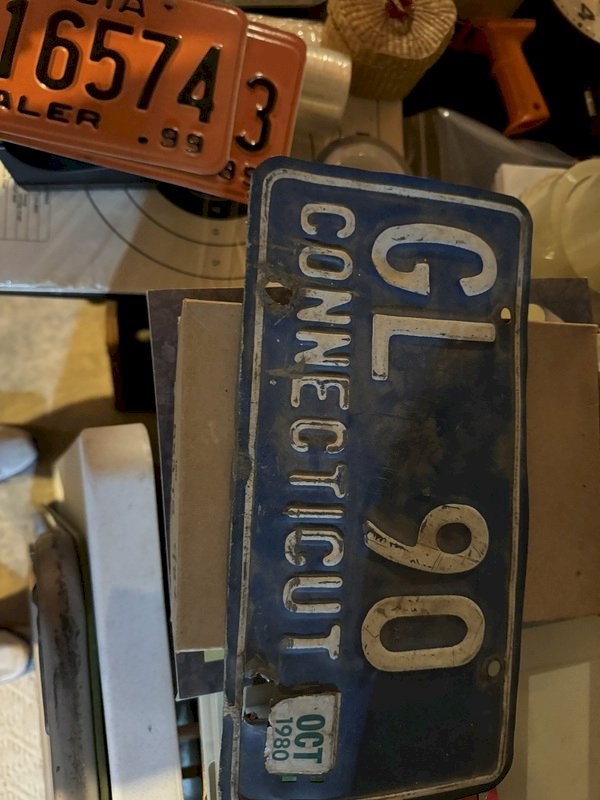 16574
ALER .99
3
GL 90
CONNECTICUT
OCT
1980